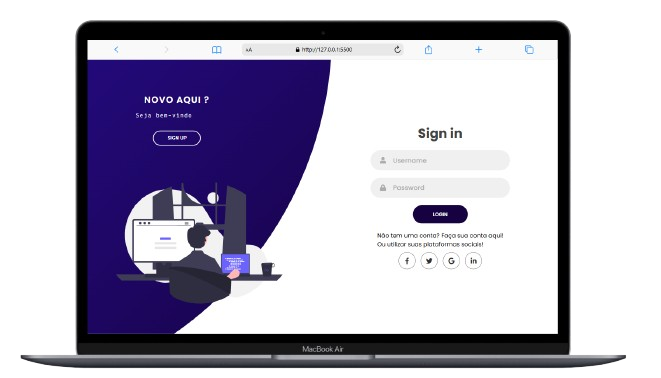 AA
http://127.0.0.1:5500
NOVO AQUI ?
Seja bem-vindo
SIGN UP
Sign in
Username
Password
LOGIN
Não tem uma conta? Faça sua conta aqui!
Ou utilizar suas plataformas sociais!
MacBook Air